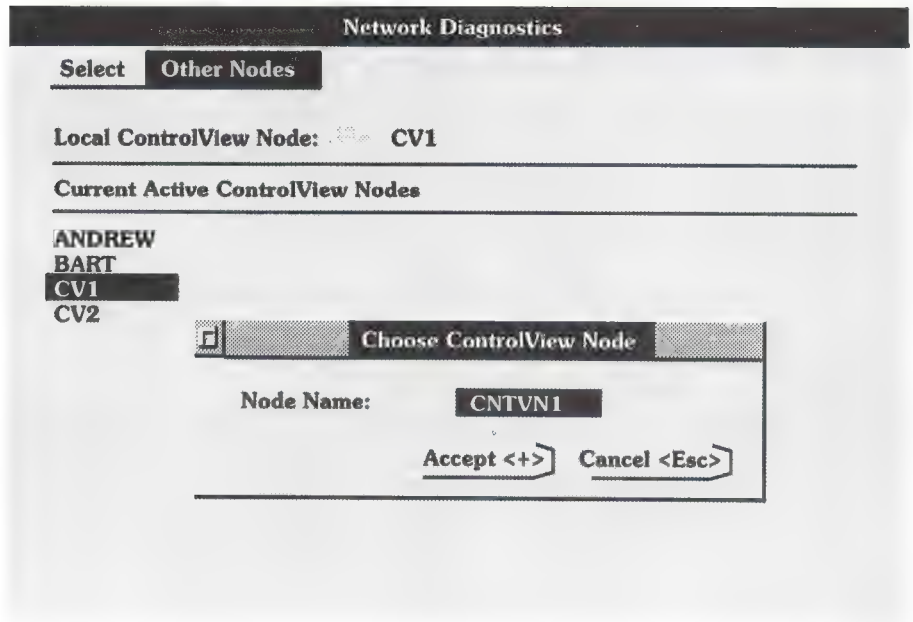 Network Diagnostics
Select Other Nodes
Local ControlView Node: CV1
Current Active ControlView Nodes
ANDREW
BART
CV1
CV2
Choose ControlView Node
Node Name: CNTVN1
Accept <+> Cancel <Esc>